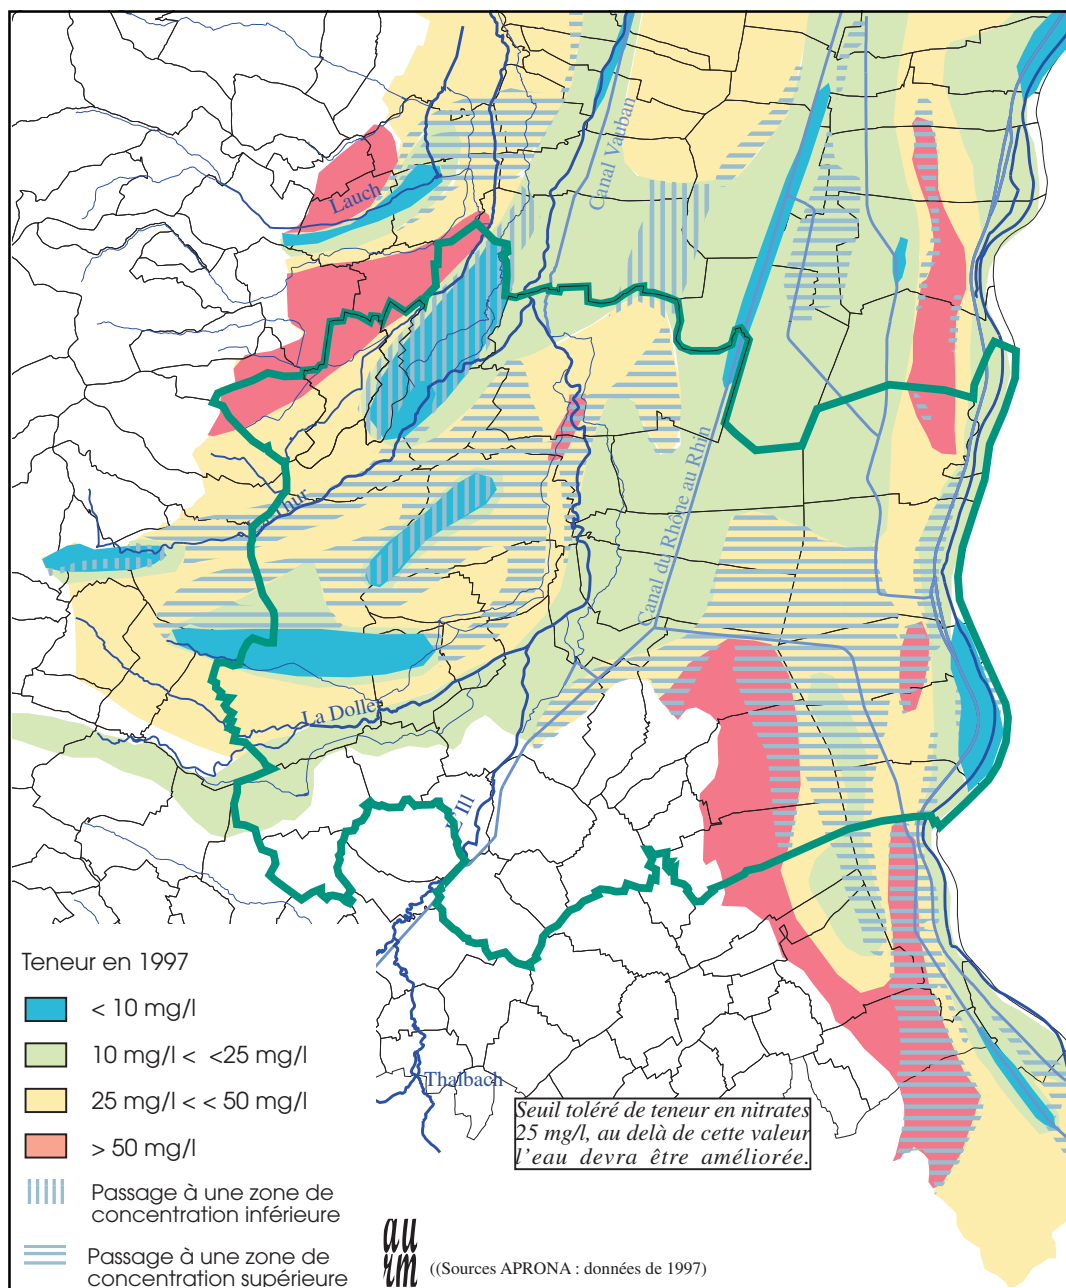 Canal Vauban
Lauch
Thur
Canal du Rhône au Rhin
La Doller
L'Ill
Thalbach
Teneur en 1997
< 10 mg/l
10 mg/l < <25 mg/l
25 mg/l < < 50 mg/l
> 50 mg/l
Passage à une zone de
concentration inférieure
Passage à une zone de
concentration supérieure
Seuil toléré de teneur en nitrates
25 mg/l, au delà de cette valeur
l'eau devra être améliorée.
au
rm
((Sources APRONA : données de 1997)